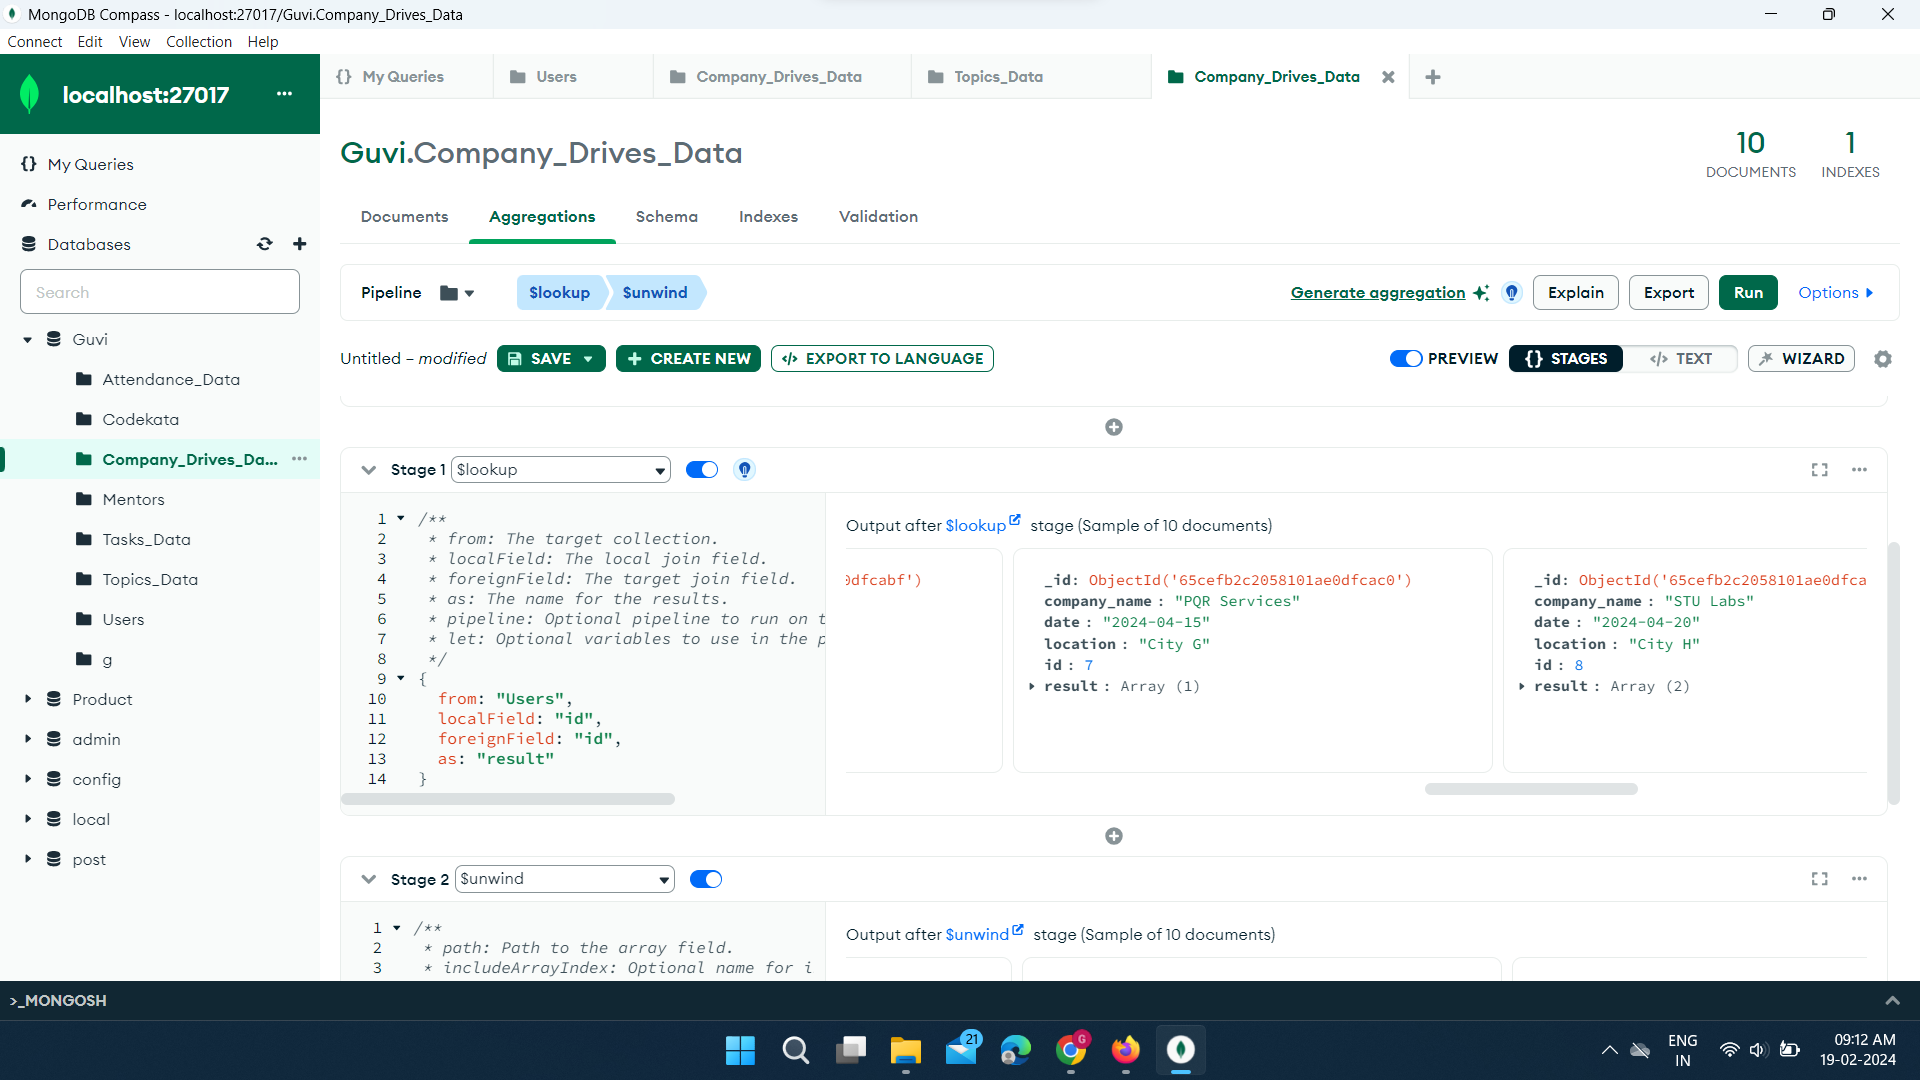 MongoDB Compass - localhost:27017/Guvi.Company_Drives_Data
Connect Edit View Collection Help
localhost:27017 ...
My Queries
Performance
Databases
Search
Guvi
Attendance_Data
Codekata
Company_Drives_Da... ...
Mentors
Tasks_Data
Topics_Data
Users
g
Product
admin
config
local
post
{} My Queries Users Company_Drives_Data Topics_Data Company_Drives_Data
Guvi.Company_Drives_Data
10 DOCUMENTS
1 INDEXES
Documents Aggregations Schema Indexes Validation
Pipeline $lookup $unwind Generate aggregation Explain Export Run Options
Untitled – modified SAVE + CREATE NEW </> EXPORT TO LANGUAGE PREVIEW {} STAGES </> TEXT WIZARD
Stage 1 $lookup
1 /**
2 * from: The target collection.
3 * localField: The local join field.
4 * foreignField: The target join field.
5 * as: The name for the results.
6 * pipeline: Optional pipeline to run on t
7 * let: Optional variables to use in the p
8 */
9 {
10 from: "Users",
11 localField: "id",
12 foreignField: "id",
13 as: "result"
14 }
Output after $lookup stage (Sample of 10 documents)
0dfcabf')
_id: ObjectId('65cefb2c2058101ae0dfcac0')
company_name : "PQR Services"
date : "2024-04-15"
location : "City G"
id : 7
result : Array (1)
_id: ObjectId('65cefb2c2058101ae0dfca
company_name : "STU Labs"
date : "2024-04-20"
location : "City H"
id : 8
result : Array (2)
Stage 2 $unwind
1 /**
2 * path: Path to the array field.
3 * includeArrayIndex: Optional name for i
Output after $unwind stage (Sample of 10 documents)
>_MONGOSH
21
G
ENG
IN
09:12 AM
19-02-2024